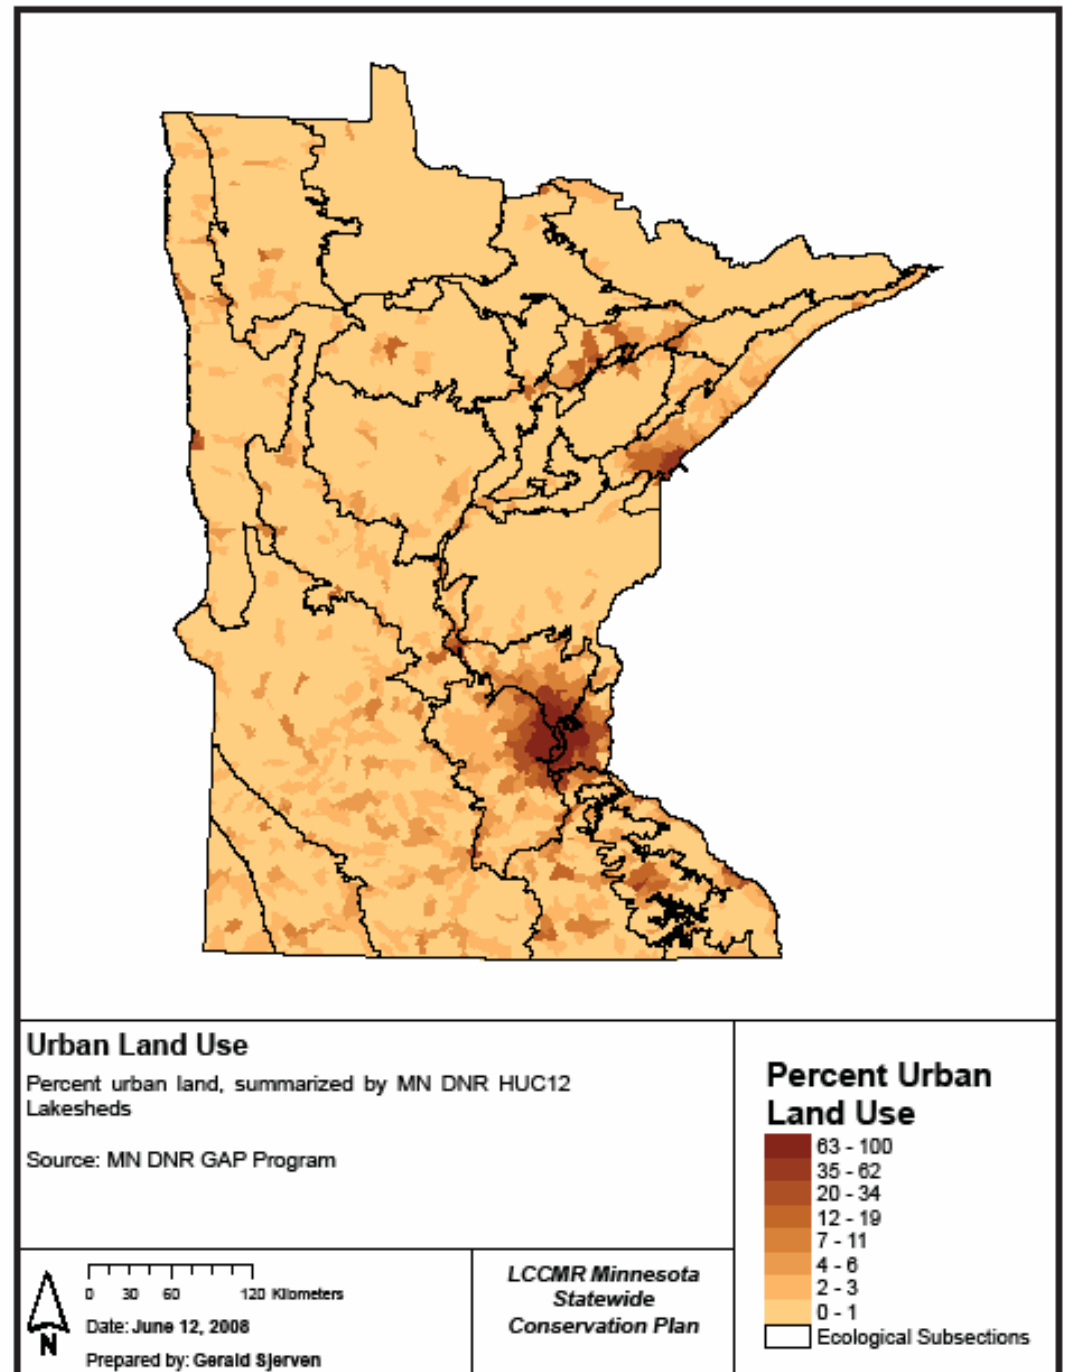 Urban Land Use
Percent urban land, summarized by MN DNR HUC12
Lakesheds
Source: MN DNR GAP Program
Percent Urban
Land Use
63 - 100
35 - 62
20 - 34
12 - 19
7 - 11
4 - 6
2 - 3
0 - 1
Ecological Subsections
N
0 30 60 120 Kilometers
Date: June 12, 2008
Prepared by: Gerald Sjerven
LCCMR Minnesota
Statewide
Conservation Plan